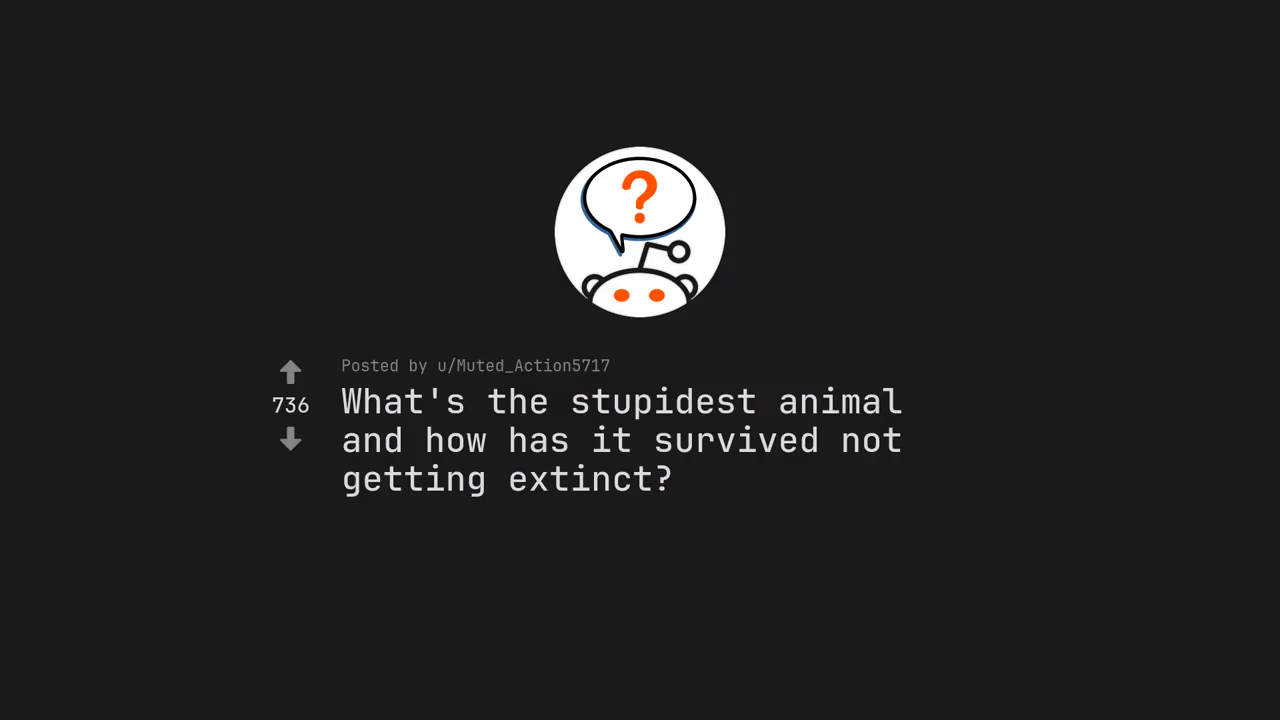 ?
Posted by u/Muted_Action5717
736
What's the stupidest animal
and how has it survived not
getting extinct?